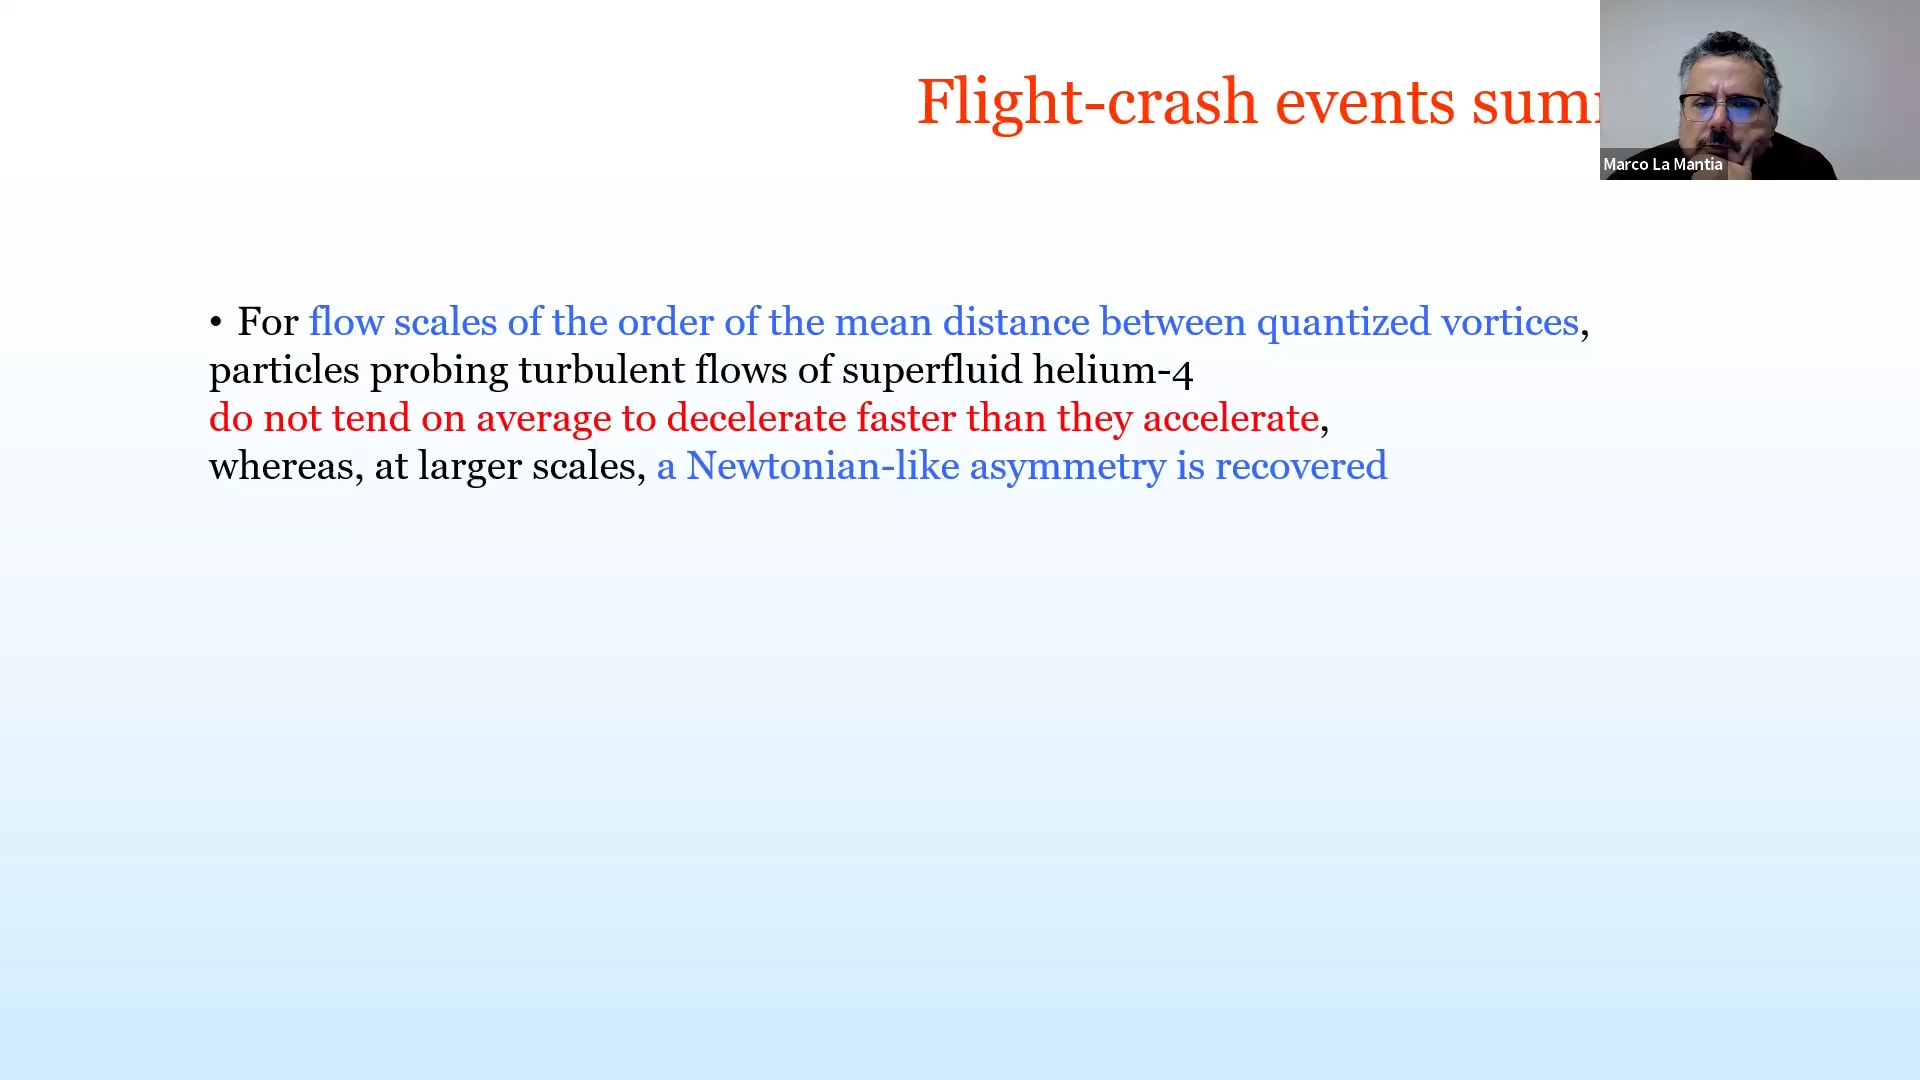 Flight-crash events
Marco La Mantia
• For flow scales of the order of the mean distance between quantized vortices,
particles probing turbulent flows of superfluid helium-4
do not tend on average to decelerate faster than they accelerate,
whereas, at larger scales, a Newtonian-like asymmetry is recovered